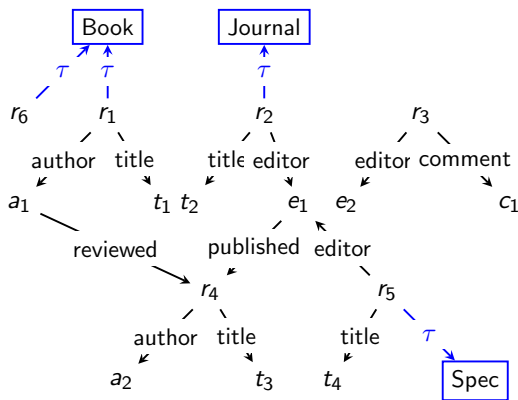 Book Journal
τ τ τ
r6 r1 r2 r3
author title title editor editor comment
a1 t1 t2 e1 e2 c1
reviewed published editor
r4 r5
author title title τ
a2 t3 t4 Spec